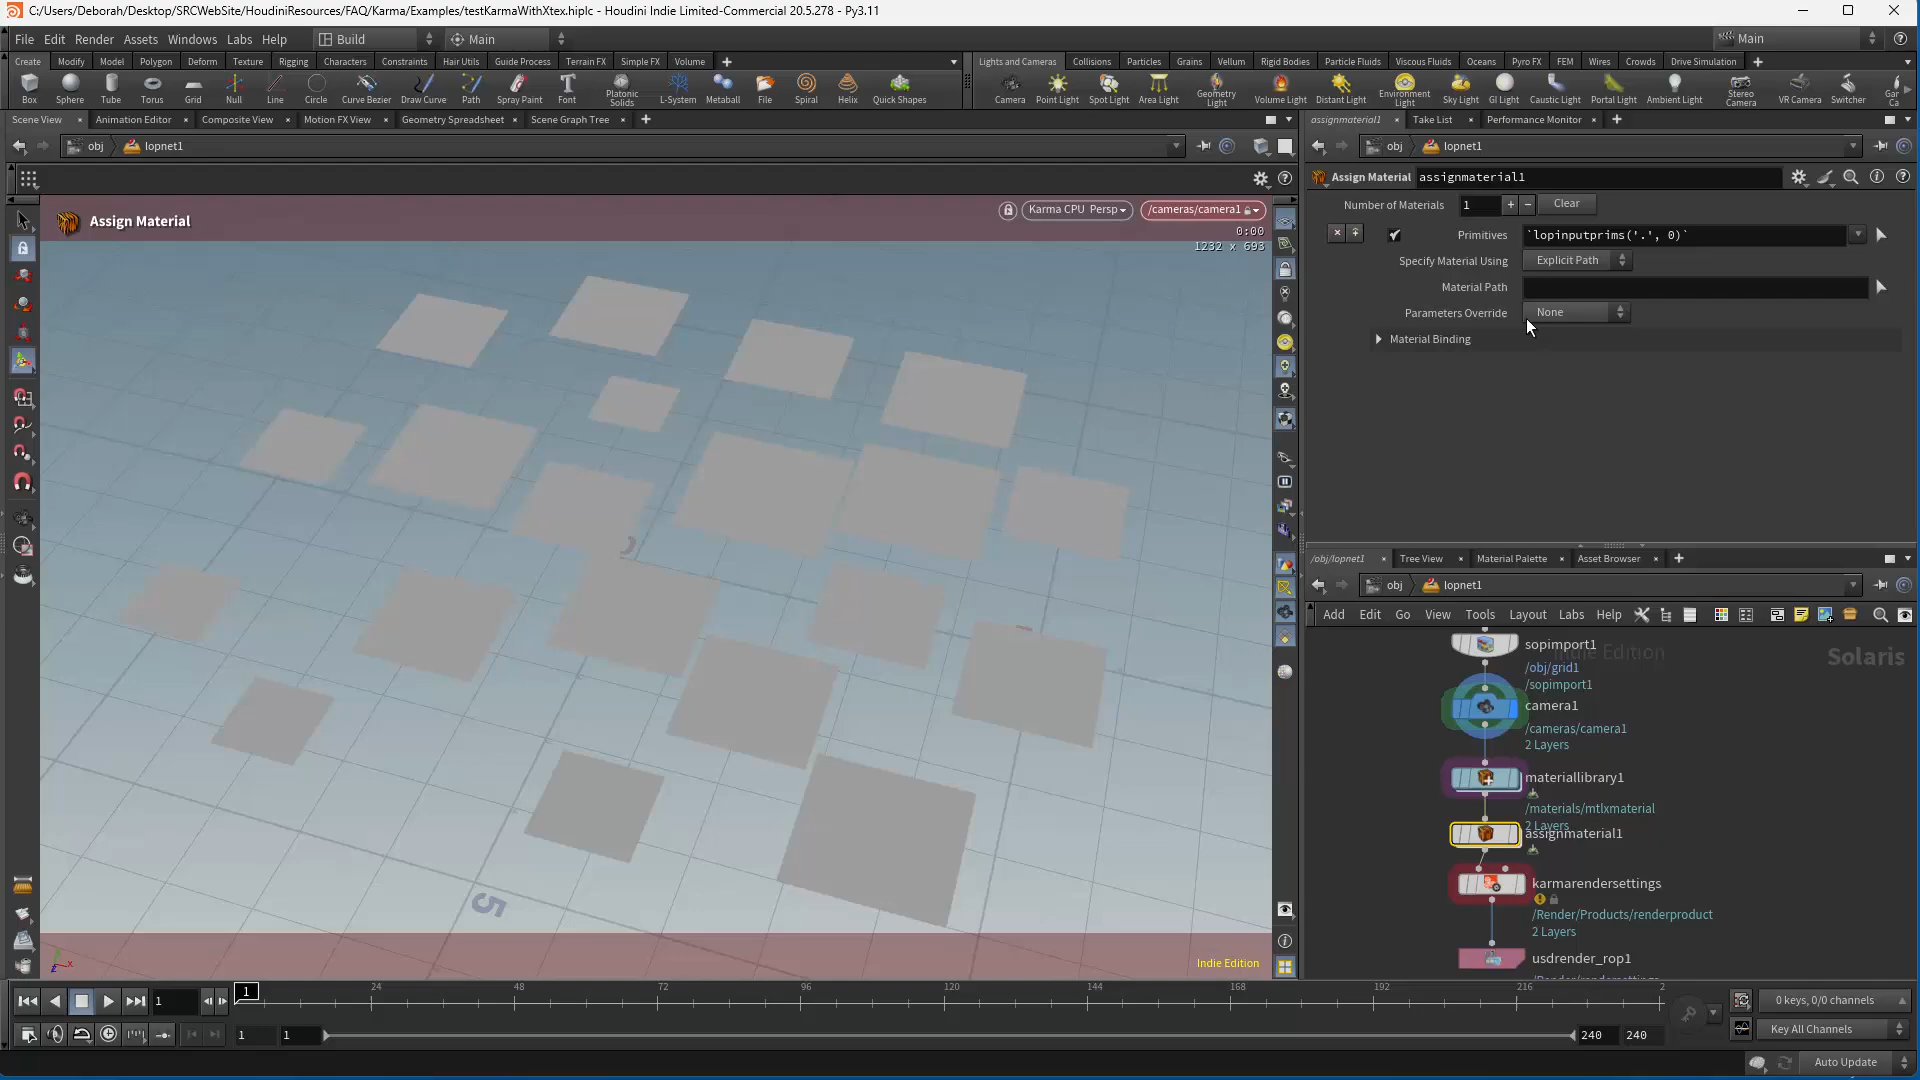 C:/Users/Deborah/Desktop/SRCWebSite/HoudiniResources/FAQ/Karma/Examples/testKarmaWithXtex.hiplc - Houdini Indie Limited-Commercial 20.5.278 - Py3.11
File Edit Render Assets Windows Labs Help Build Main Main
Create Modify Model Polygon Deform Texture Rigging Characters Constraints Hair Utils Guide Process Terrain FX Simple FX Volume Lights and Cameras Collisions Particles Grains Vellum Rigid Bodies Particle Fluids Viscous Fluids Oceans Pyro FX FEM Wires Crowds Drive Simulation
Box Sphere Tube Torus Grid Null Line Circle Curve Bezier Draw Curve Path Spray Paint Font Platonic Solids L-System Metaball File Spiral Helix Quick Shapes Camera Point Light Spot Light Area Light Geometry Light Volume Light Distant Light Environment Light Sky Light GI Light Caustic Light Portal Light Ambient Light Stereo Camera VR Camera Switcher Gar Ca
Scene View Animation Editor Composite View Motion FX View Geometry Spreadsheet Scene Graph Tree assignmaterial1 Take List Performance Monitor
obj lopnet1 obj lopnet1
Assign Material assignmaterial1
Assign Material Karma CPU Persp /cameras/camera1
0:00
1232 x 693
Number of Materials 1 + - Clear
Primitives `lopinputprims('.', 0)`
Specify Material Using Explicit Path
Material Path
Parameters Override None
Material Binding
5
Indie Edition
/obj/lopnet1 Tree View Material Palette Asset Browser
obj lopnet1
Add Edit Go View Tools Layout Labs Help
Indie Edition Solaris
sopimport1
/obj/grid1
/sopimport1
camera1
/cameras/camera1
2 Layers
materiallibrary1
/materials/mtlxmaterial
2 Layers
assignmaterial1
karmarendersettings
/Render/Products/renderproduct
2 Layers
usdrender_rop1
1 1 24 48 72 96 120 144 168 192 216 2
0 keys, 0/0 channels
1 1 240 240 Key All Channels
Auto Update